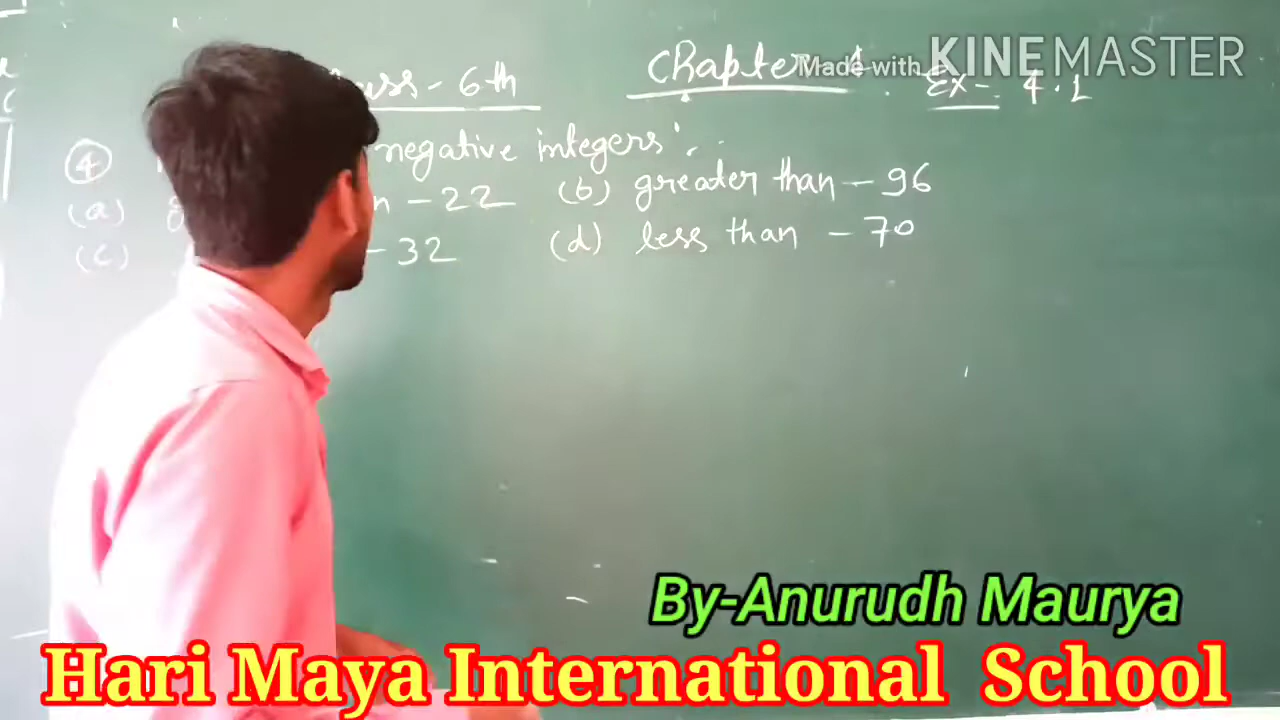 Class - 6th Chapter - 4 Ex - 4.1
Made with KINEMASTER
④ negative integers :
(a) - 22 (b) greater than - 96
(c) - 32 (d) less than - 70
By-Anurudh Maurya
Hari Maya International School